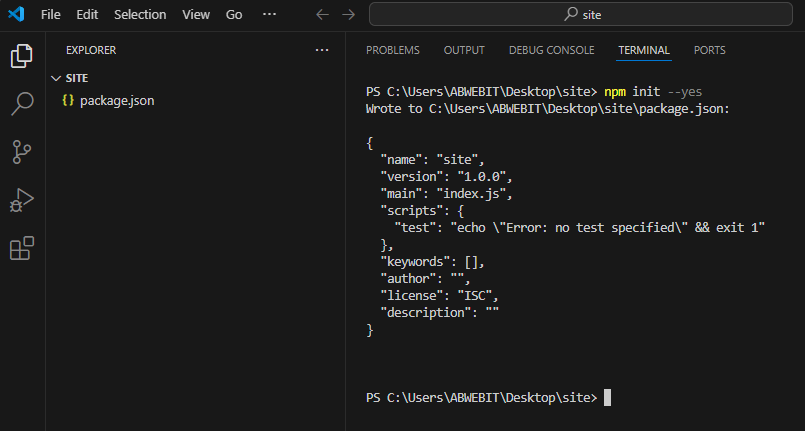 File Edit Selection View Go ··· ← → site
EXPLORER ···
SITE
{} package.json
PROBLEMS OUTPUT DEBUG CONSOLE TERMINAL PORTS
PS C:\Users\ABWEBIT\Desktop\site> npm init --yes
Wrote to C:\Users\ABWEBIT\Desktop\site\package.json:
{
  "name": "site",
  "version": "1.0.0",
  "main": "index.js",
  "scripts": {
    "test": "echo \"Error: no test specified\" && exit 1"
  },
  "keywords": [],
  "author": "",
  "license": "ISC",
  "description": ""
}
PS C:\Users\ABWEBIT\Desktop\site>